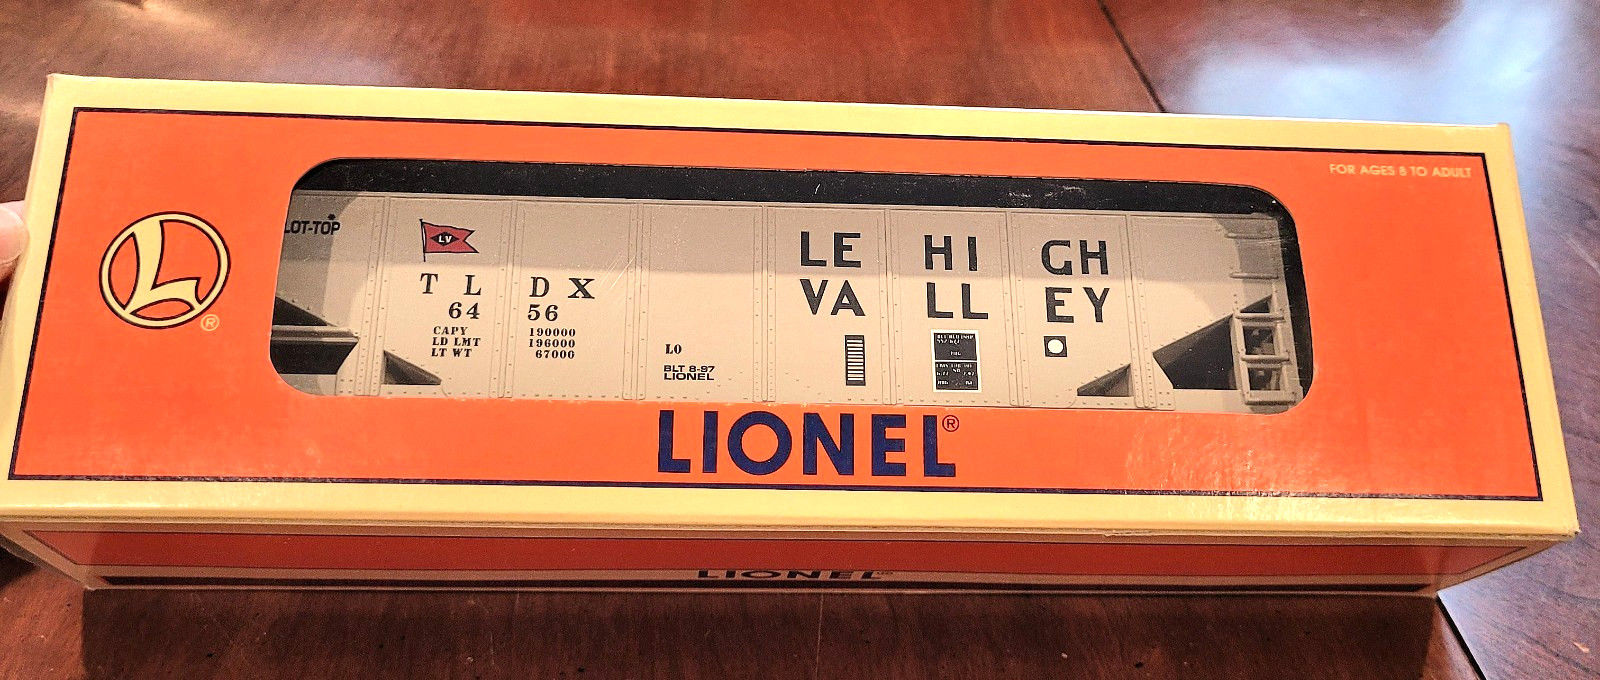 FOR AGES 8 TO ADULT
L
®
LOT-TOP
LV
T L D X
64 56
CAPY 190000
LD LMT 196000
LT WT 67000
LO
BLT 8-97
LIONEL
LE HI GH
VA LL EY
LIONEL®
LIONEL